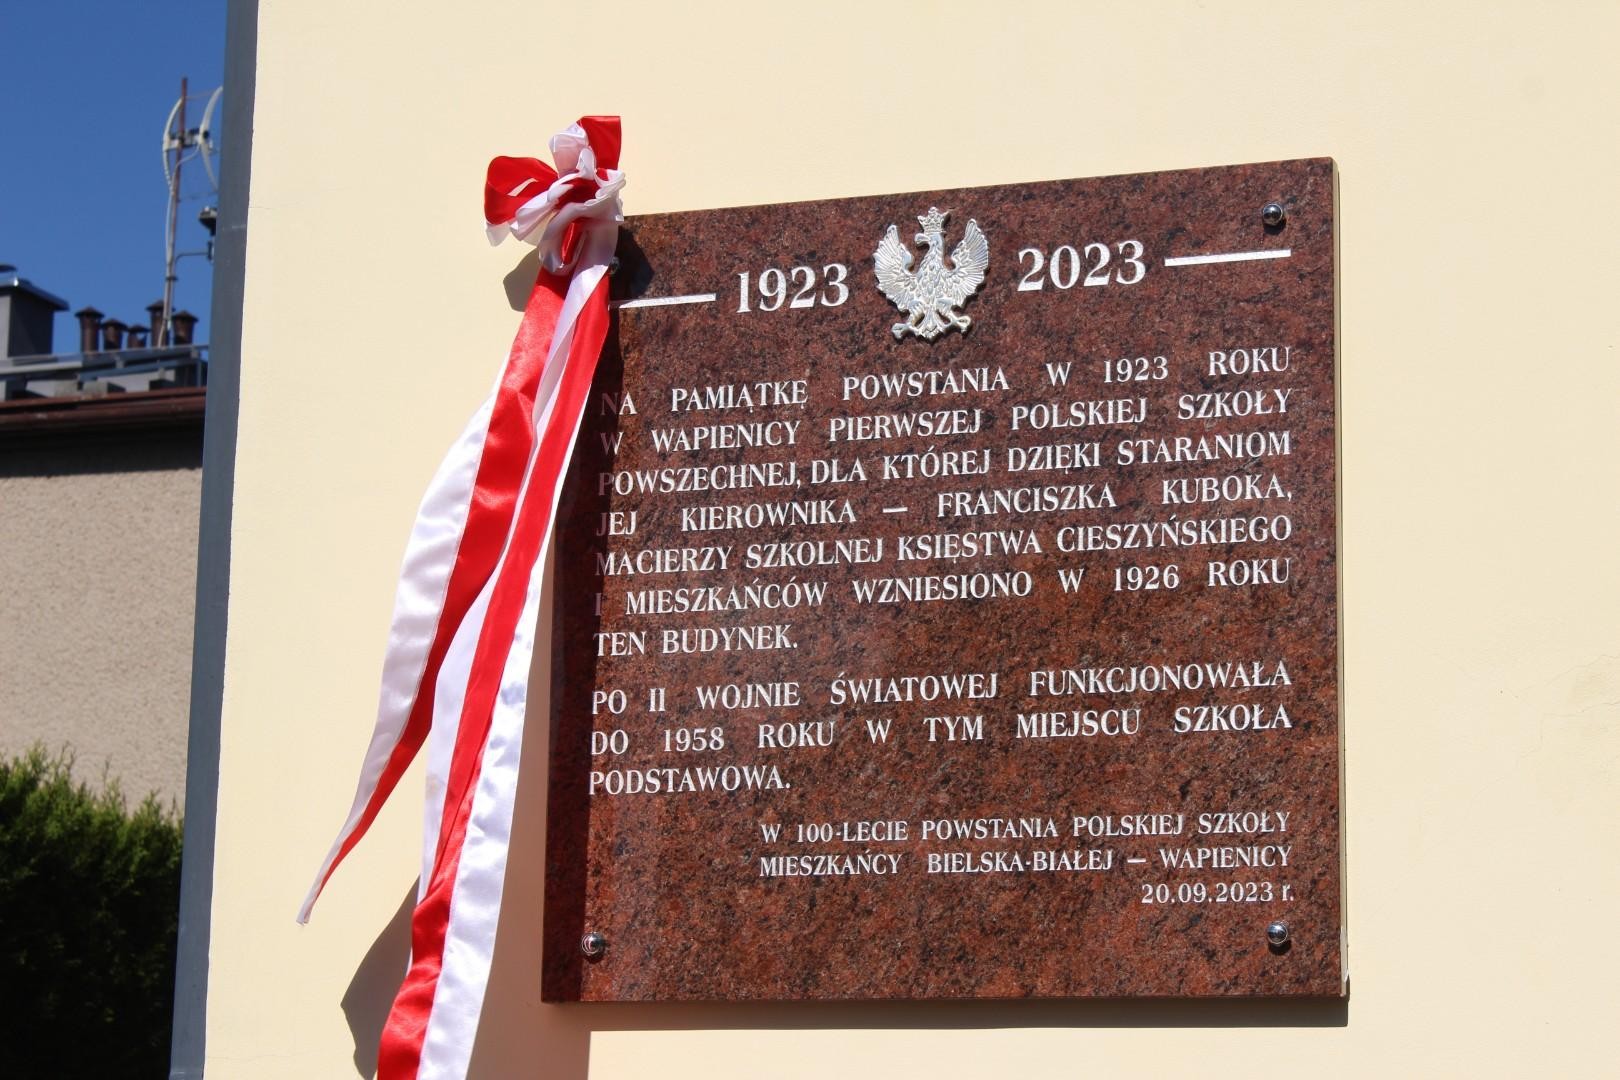 1923 2023
NA PAMIĄTKĘ POWSTANIA W 1923 ROKU
W WAPIENICY PIERWSZEJ POLSKIEJ SZKOŁY
POWSZECHNEJ, DLA KTÓREJ DZIĘKI STARANIOM
JEJ KIEROWNIKA – FRANCISZKA KUBOKA,
MACIERZY SZKOLNEJ KSIĘSTWA CIESZYŃSKIEGO
I MIESZKAŃCÓW WZNIESIONO W 1926 ROKU
TEN BUDYNEK.
PO II WOJNIE ŚWIATOWEJ FUNKCJONOWAŁA
DO 1958 ROKU W TYM MIEJSCU SZKOŁA
PODSTAWOWA.
W 100-LECIE POWSTANIA POLSKIEJ SZKOŁY
MIESZKAŃCY BIELSKA-BIAŁEJ – WAPIENICY
20.09.2023 r.